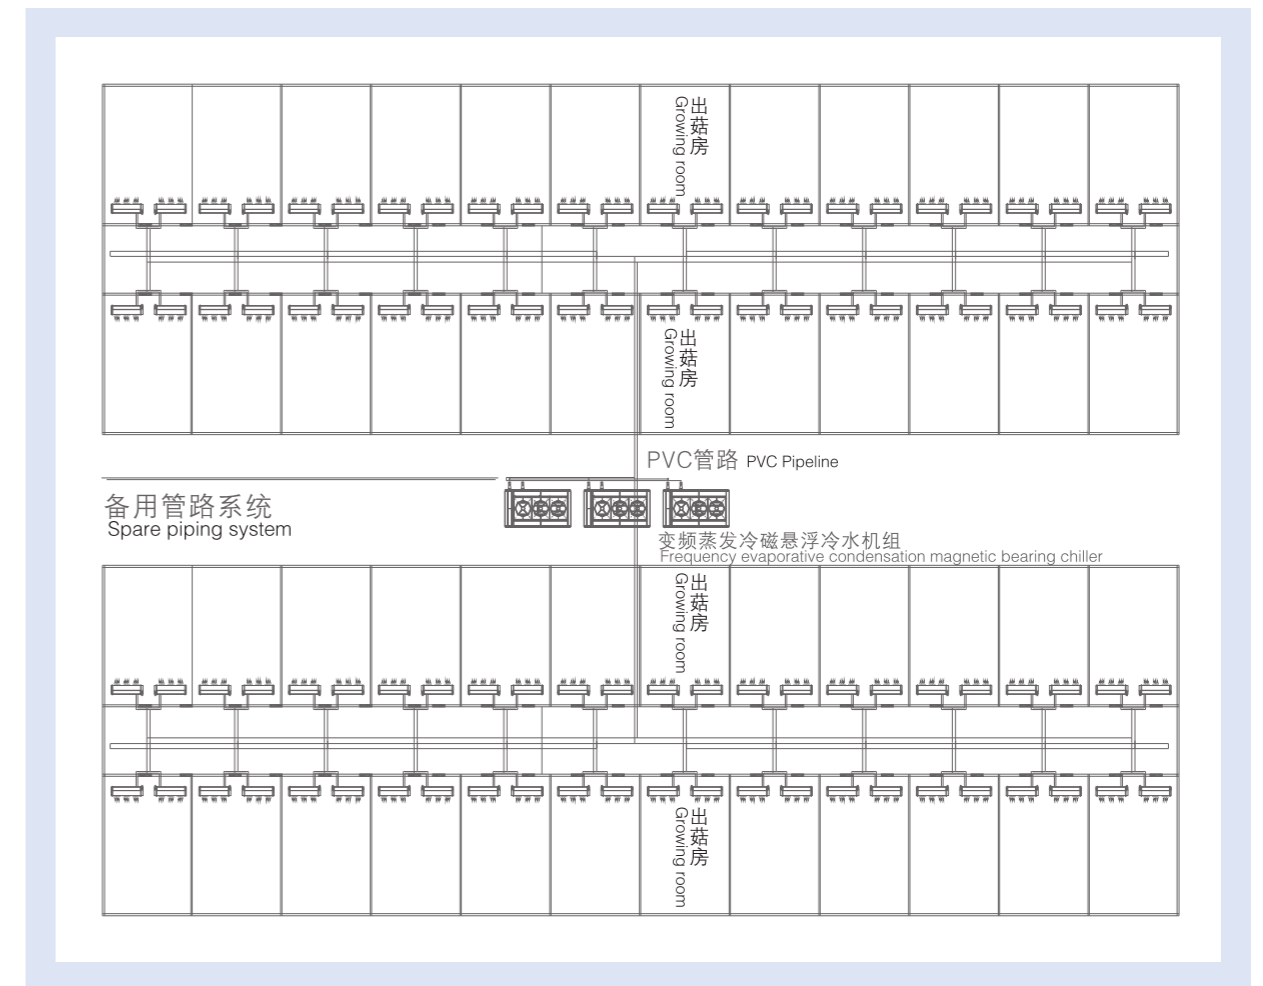 出菇房
Growing room
出菇房
Growing room
PVC管路 PVC Pipeline
备用管路系统
Spare piping system
变频蒸发冷磁悬浮冷水机组
Frequency evaporative condensation magnetic bearing chiller
出菇房
Growing room
出菇房
Growing room